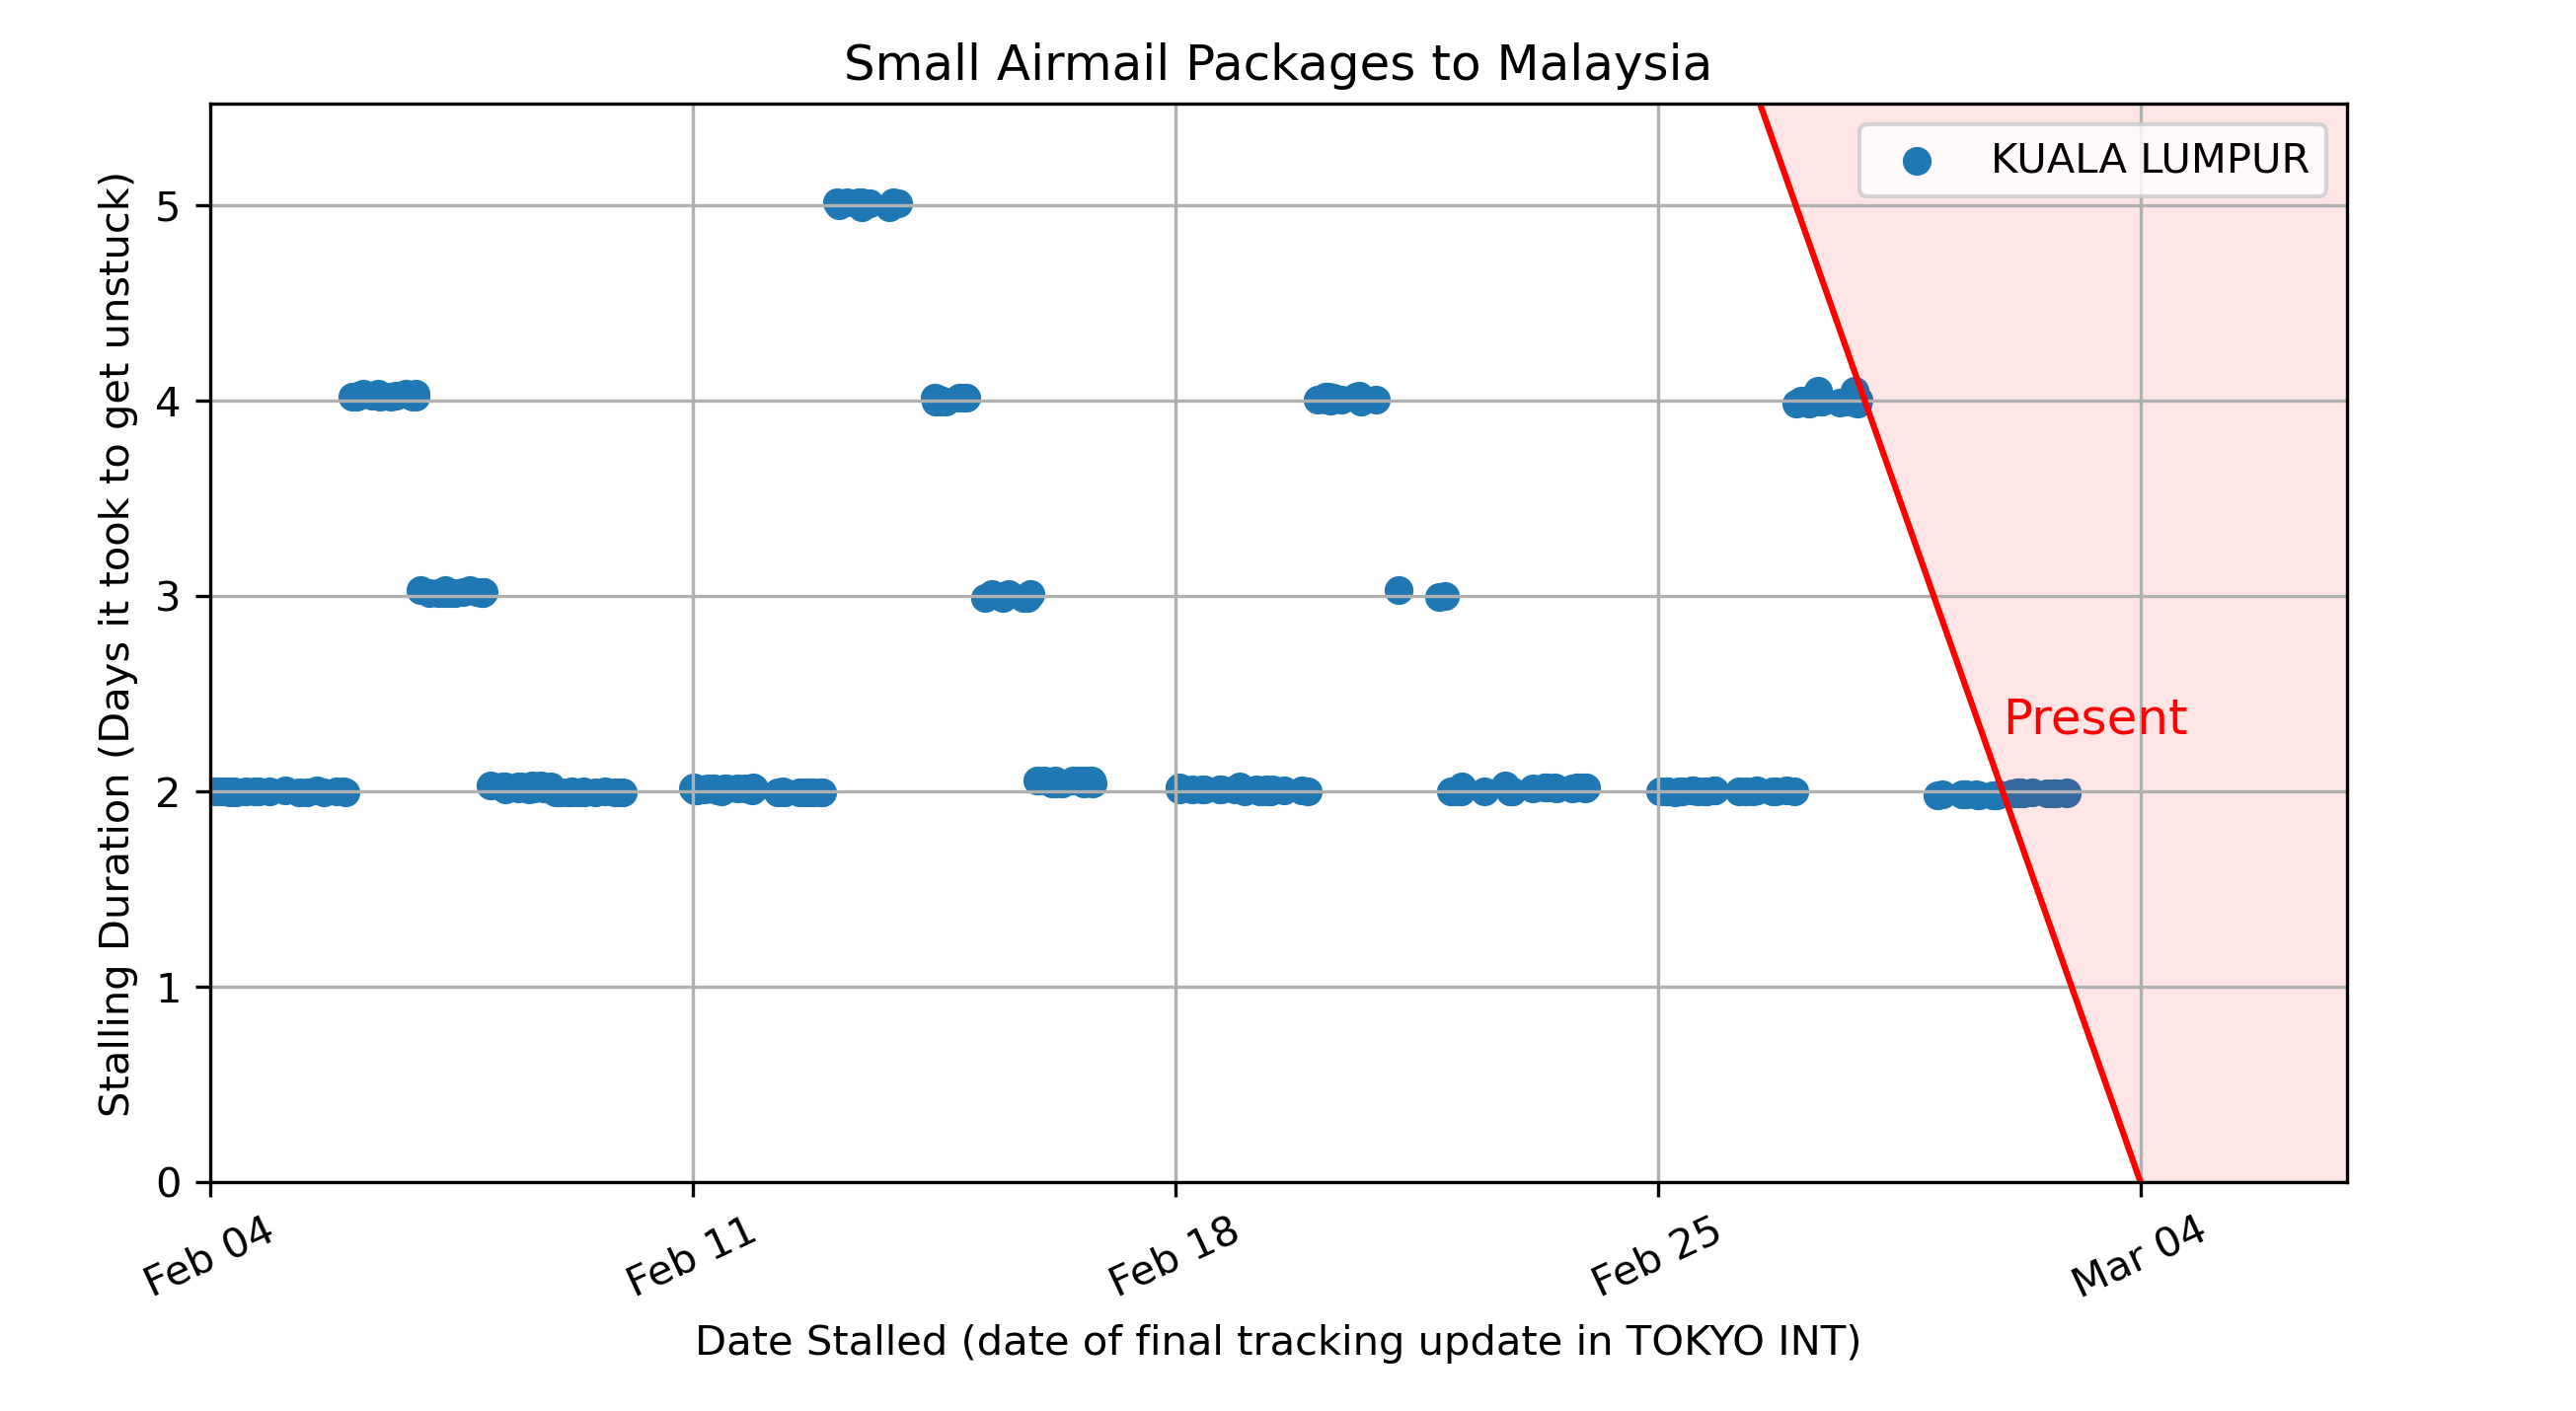 Small Airmail Packages to Malaysia
KUALA LUMPUR
Present
Stalling Duration (Days it took to get unstuck)
5
4
3
2
1
0
Feb 04
Feb 11
Feb 18
Feb 25
Mar 04
Date Stalled (date of final tracking update in TOKYO INT)